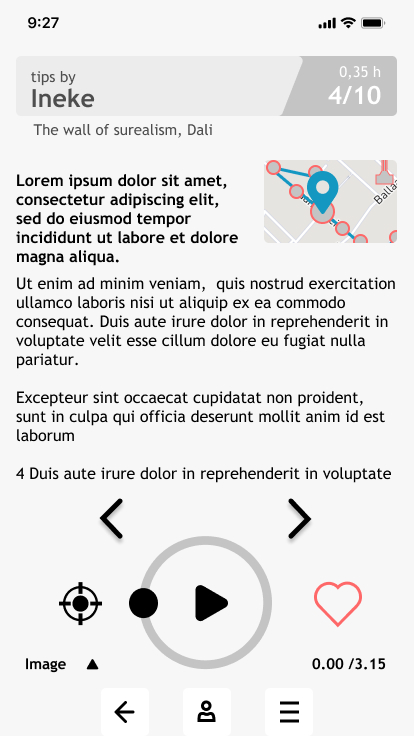 9:27
tips by
Ineke
0,35 h
4/10
The wall of surealism, Dali
Lorem ipsum dolor sit amet,
consectetur adipiscing elit,
sed do eiusmod tempor
incididunt ut labore et dolore
magna aliqua.
Ut enim ad minim veniam,  quis nostrud exercitation
ullamco laboris nisi ut aliquip ex ea commodo
consequat. Duis aute irure dolor in reprehenderit in
voluptate velit esse cillum dolore eu fugiat nulla
pariatur.
Excepteur sint occaecat cupidatat non proident,
sunt in culpa qui officia deserunt mollit anim id est
laborum
4 Duis aute irure dolor in reprehenderit in voluptate
Image
0.00 /3.15